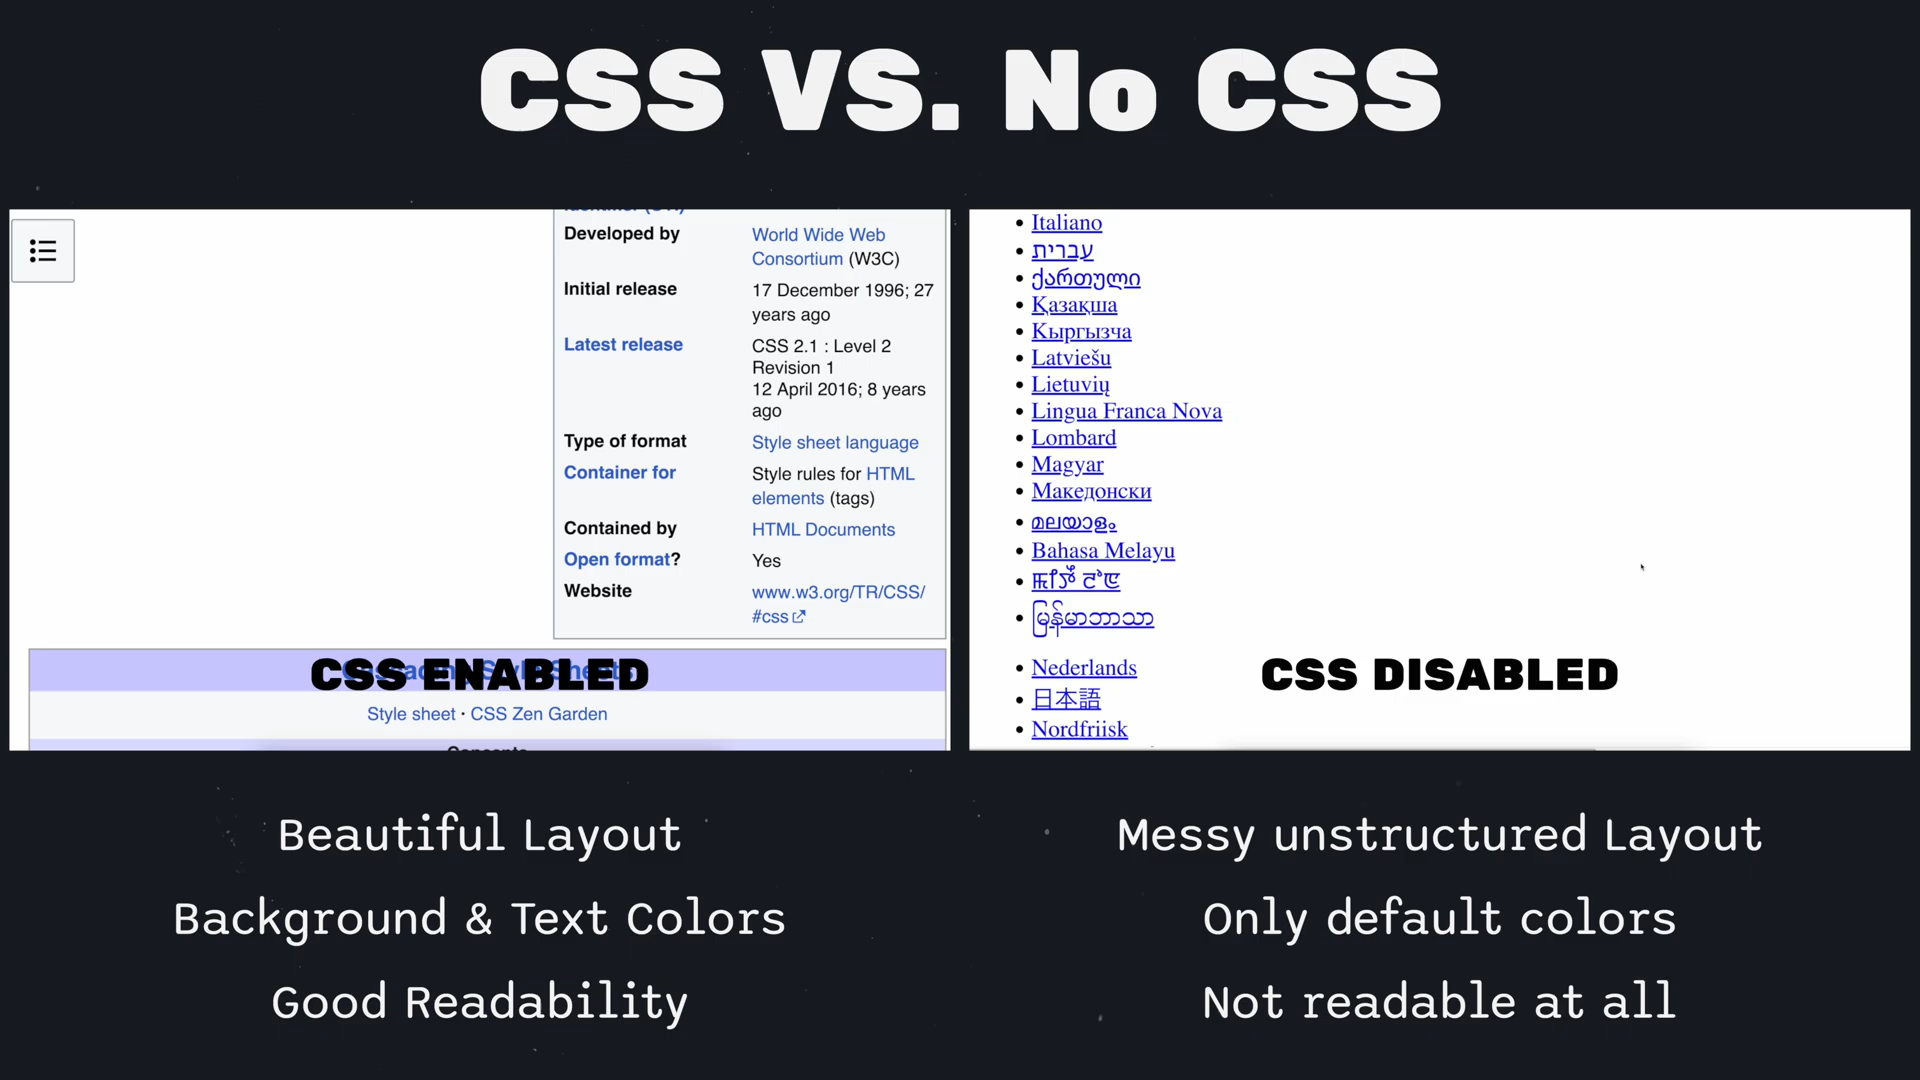 CSS VS. No CSS
Developed by
World Wide Web
Consortium (W3C)
Initial release
17 December 1996; 27
years ago
Latest release
CSS 2.1 : Level 2
Revision 1
12 April 2016; 8 years
ago
Type of format
Style sheet language
Container for
Style rules for HTML
elements (tags)
Contained by
HTML Documents
Open format?
Yes
Website
www.w3.org/TR/CSS/
#css
CSS ENABLED
Style sheet · CSS Zen Garden
Italiano
עברית
ქართული
Қазақша
Кыргызча
Latviešu
Lietuvių
Lingua Franca Nova
Lombard
Magyar
Македонски
മലയാളം
Bahasa Melayu
ꯃꯤꯇꯩ ꯂꯣꯟ
မြန်မာဘာသာ
Nederlands
日本語
Nordfriisk
CSS DISABLED
Beautiful Layout
Background & Text Colors
Good Readability
Messy unstructured Layout
Only default colors
Not readable at all